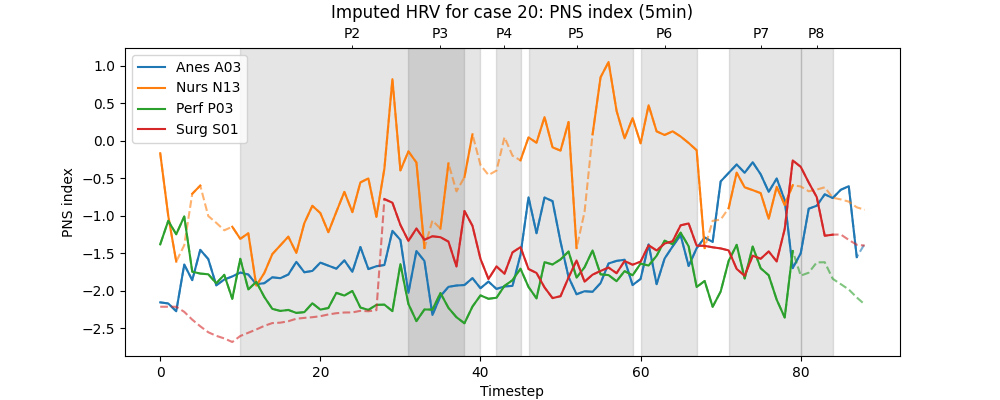 Imputed HRV for case 20: PNS index (5min)
P2 P3 P4 P5 P6 P7 P8
Anes A03
Nurs N13
Perf P03
Surg S01
PNS index
1.0
0.5
0.0
−0.5
−1.0
−1.5
−2.0
−2.5
0 20 40 60 80
Timestep